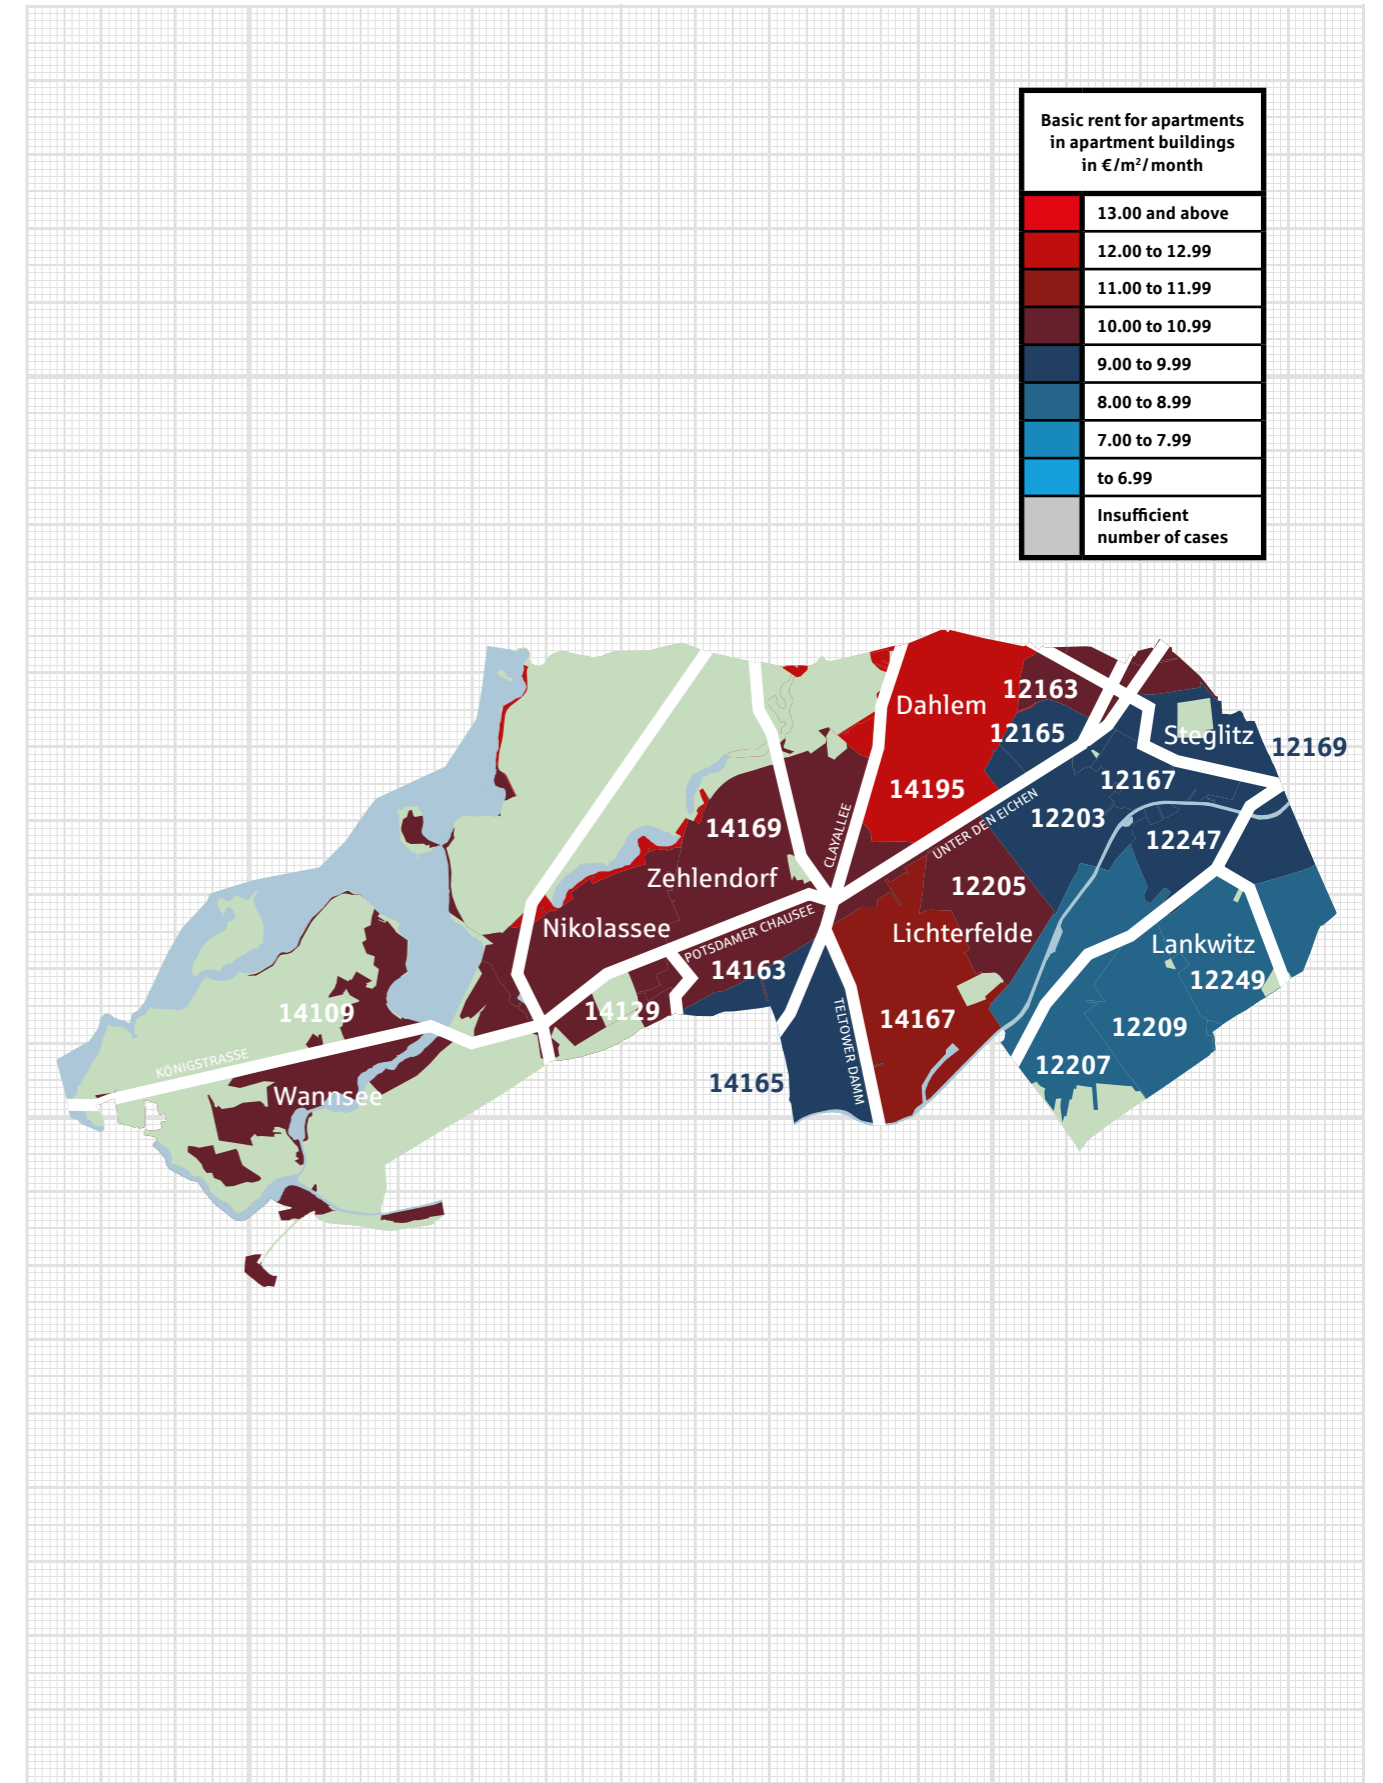 Basic rent for apartments
in apartment buildings
in €/m²/month
13.00 and above
12.00 to 12.99
11.00 to 11.99
10.00 to 10.99
9.00 to 9.99
8.00 to 8.99
7.00 to 7.99
to 6.99
Insufficient
number of cases
12163
Dahlem
12165
Steglitz
12169
12167
14195
CLAYALLEE
UNTER DEN EICHEN
12203
14169
12247
Zehlendorf
12205
Nikolassee
POTSDAMER CHAUSEE
Lichterfelde
Lankwitz
14163
12249
14109
14129
14167
12209
TELTOWER DAMM
KÖNIGSTRASSE
12207
14165
Wannsee